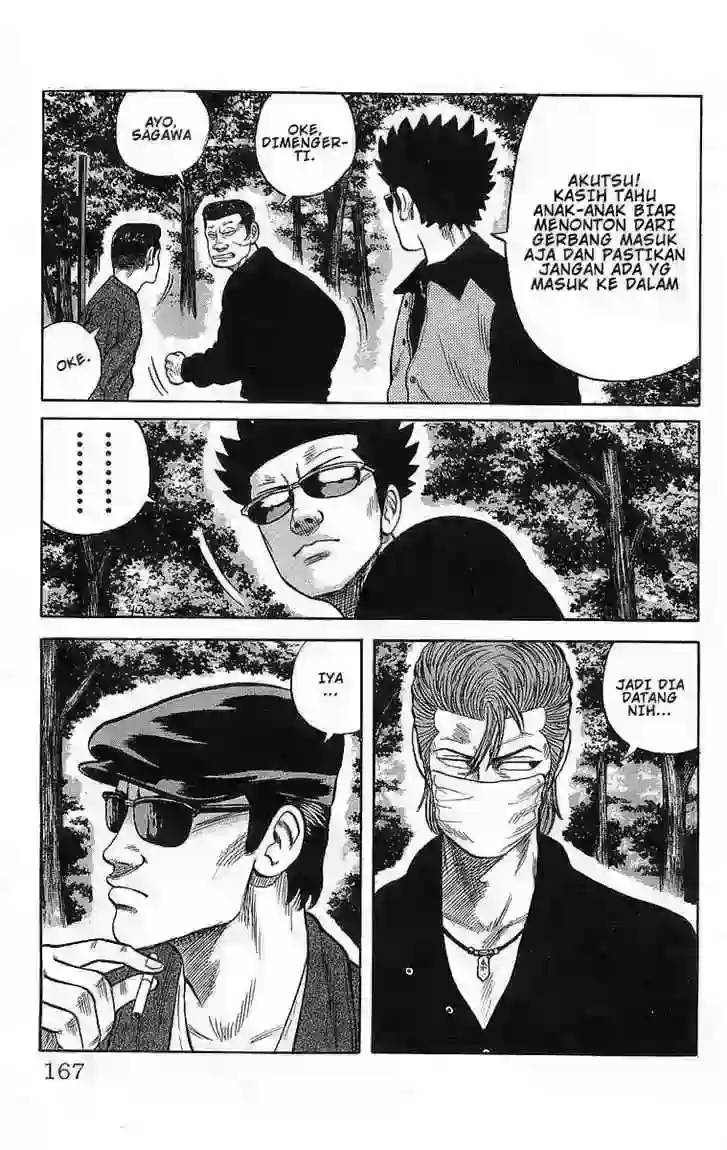 AKUTSU!
KASIH TAHU
ANAK-ANAK BIAR
MENONTON DARI
GERBANG MASUK
AJA DAN PASTIKAN
JANGAN ADA YG
MASUK KE DALAM
OKE,
DIMENGER-
TI.
AYO,
SAGAWA
OKE.
JADI DIA
DATANG
NIH...
IYA
...
167